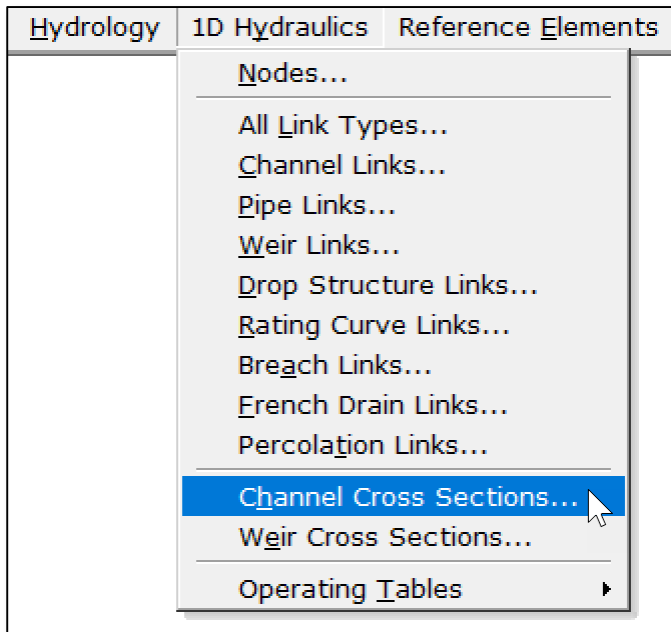 Hydrology 1D Hydraulics Reference Elements
Nodes...
All Link Types...
Channel Links...
Pipe Links...
Weir Links...
Drop Structure Links...
Rating Curve Links...
Breach Links...
French Drain Links...
Percolation Links...
Channel Cross Sections...
Weir Cross Sections...
Operating Tables